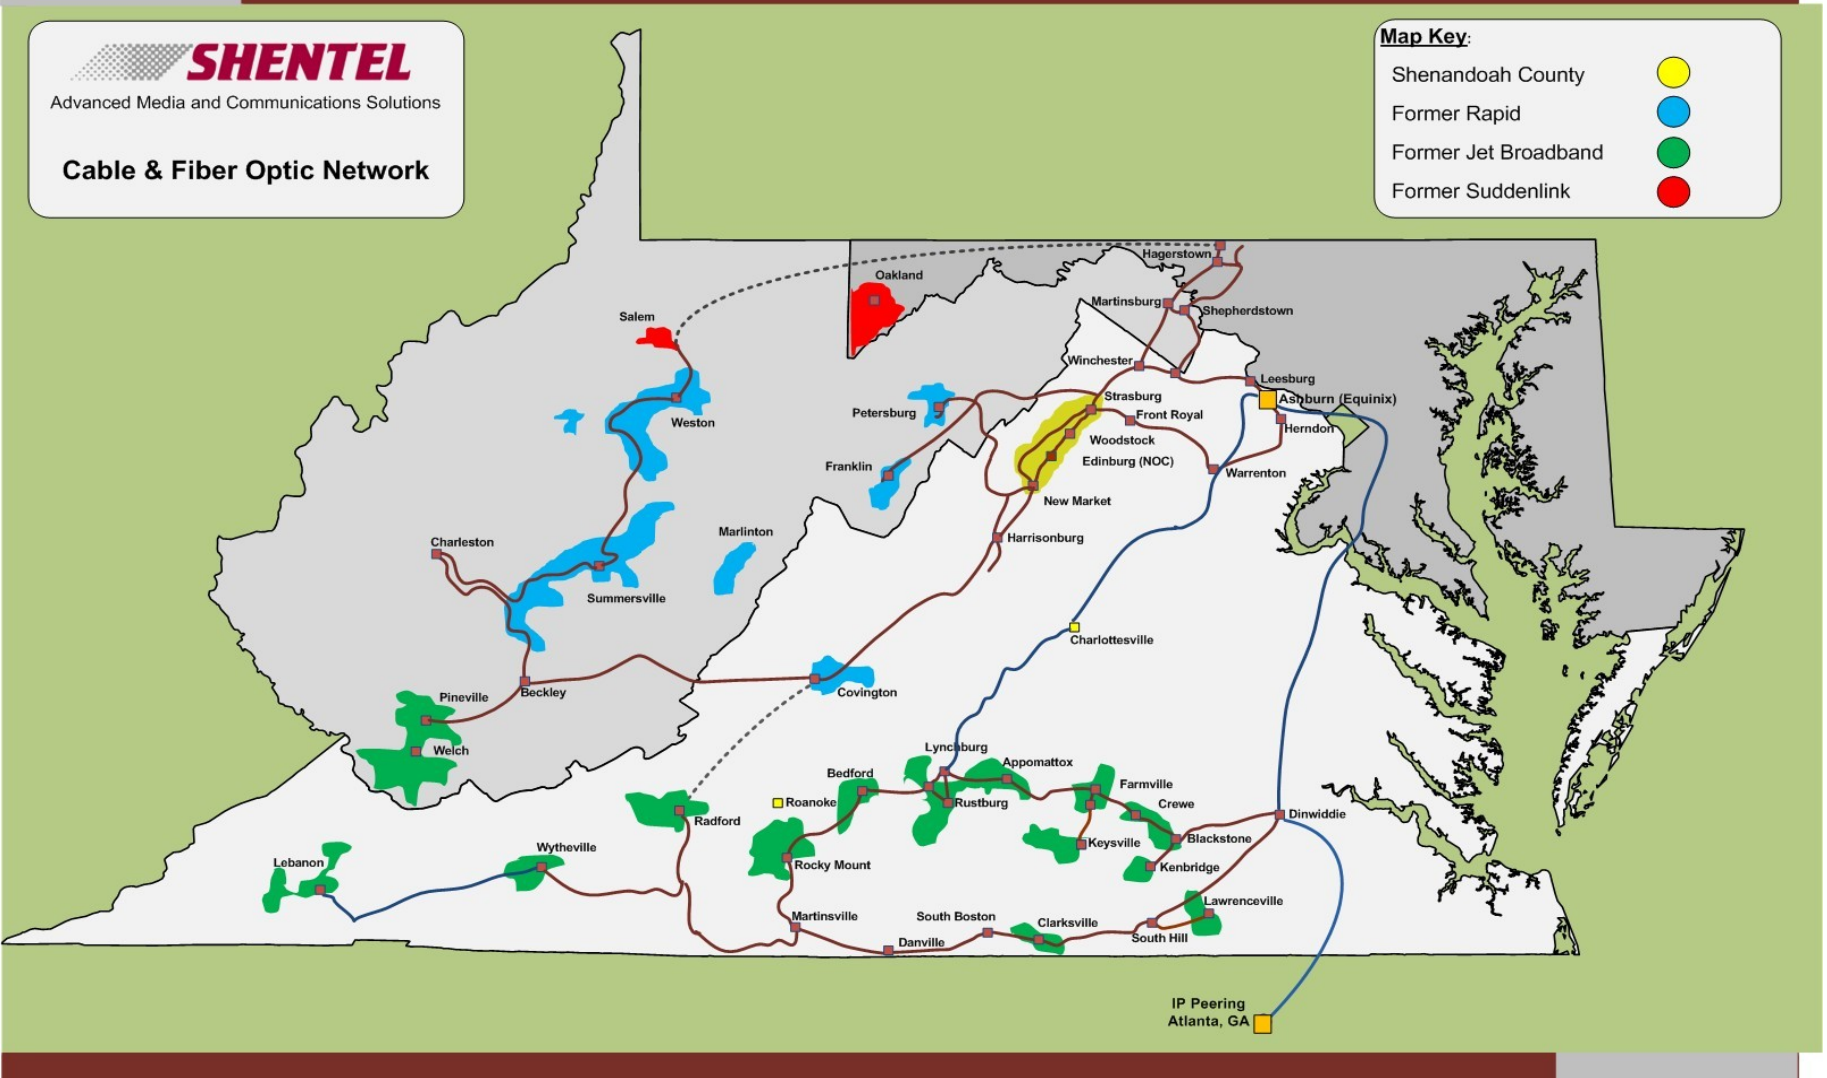 SHENTEL
Advanced Media and Communications Solutions
Cable & Fiber Optic Network
Map Key:
Shenandoah County
Former Rapid
Former Jet Broadband
Former Suddenlink
Hagerstown
Oakland
Martinsburg
Shepherdstown
Salem
Winchester
Leesburg
Strasburg
Ashburn (Equinix)
Petersburg
Front Royal
Weston
Herndon
Woodstock
Edinburg (NOC)
Franklin
Warrenton
New Market
Marlinton
Harrisonburg
Charleston
Summersville
Charlottesville
Beckley
Covington
Pineville
Welch
Lynchburg
Appomattox
Bedford
Farmville
Roanoke
Rustburg
Crewe
Radford
Dinwiddie
Blackstone
Keysville
Wytheville
Lebanon
Rocky Mount
Kenbridge
Lawrenceville
Martinsville
South Boston
Clarksville
South Hill
Danville
IP Peering
Atlanta, GA